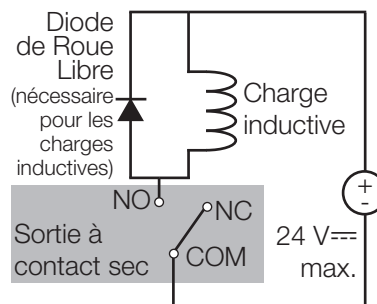 Diode
de Roue
Libre
(nécessaire
pour les
charges
inductives)
Charge
inductive
NO
NC
COM
Sortie à
contact sec
+
-
24 V⎓
max.